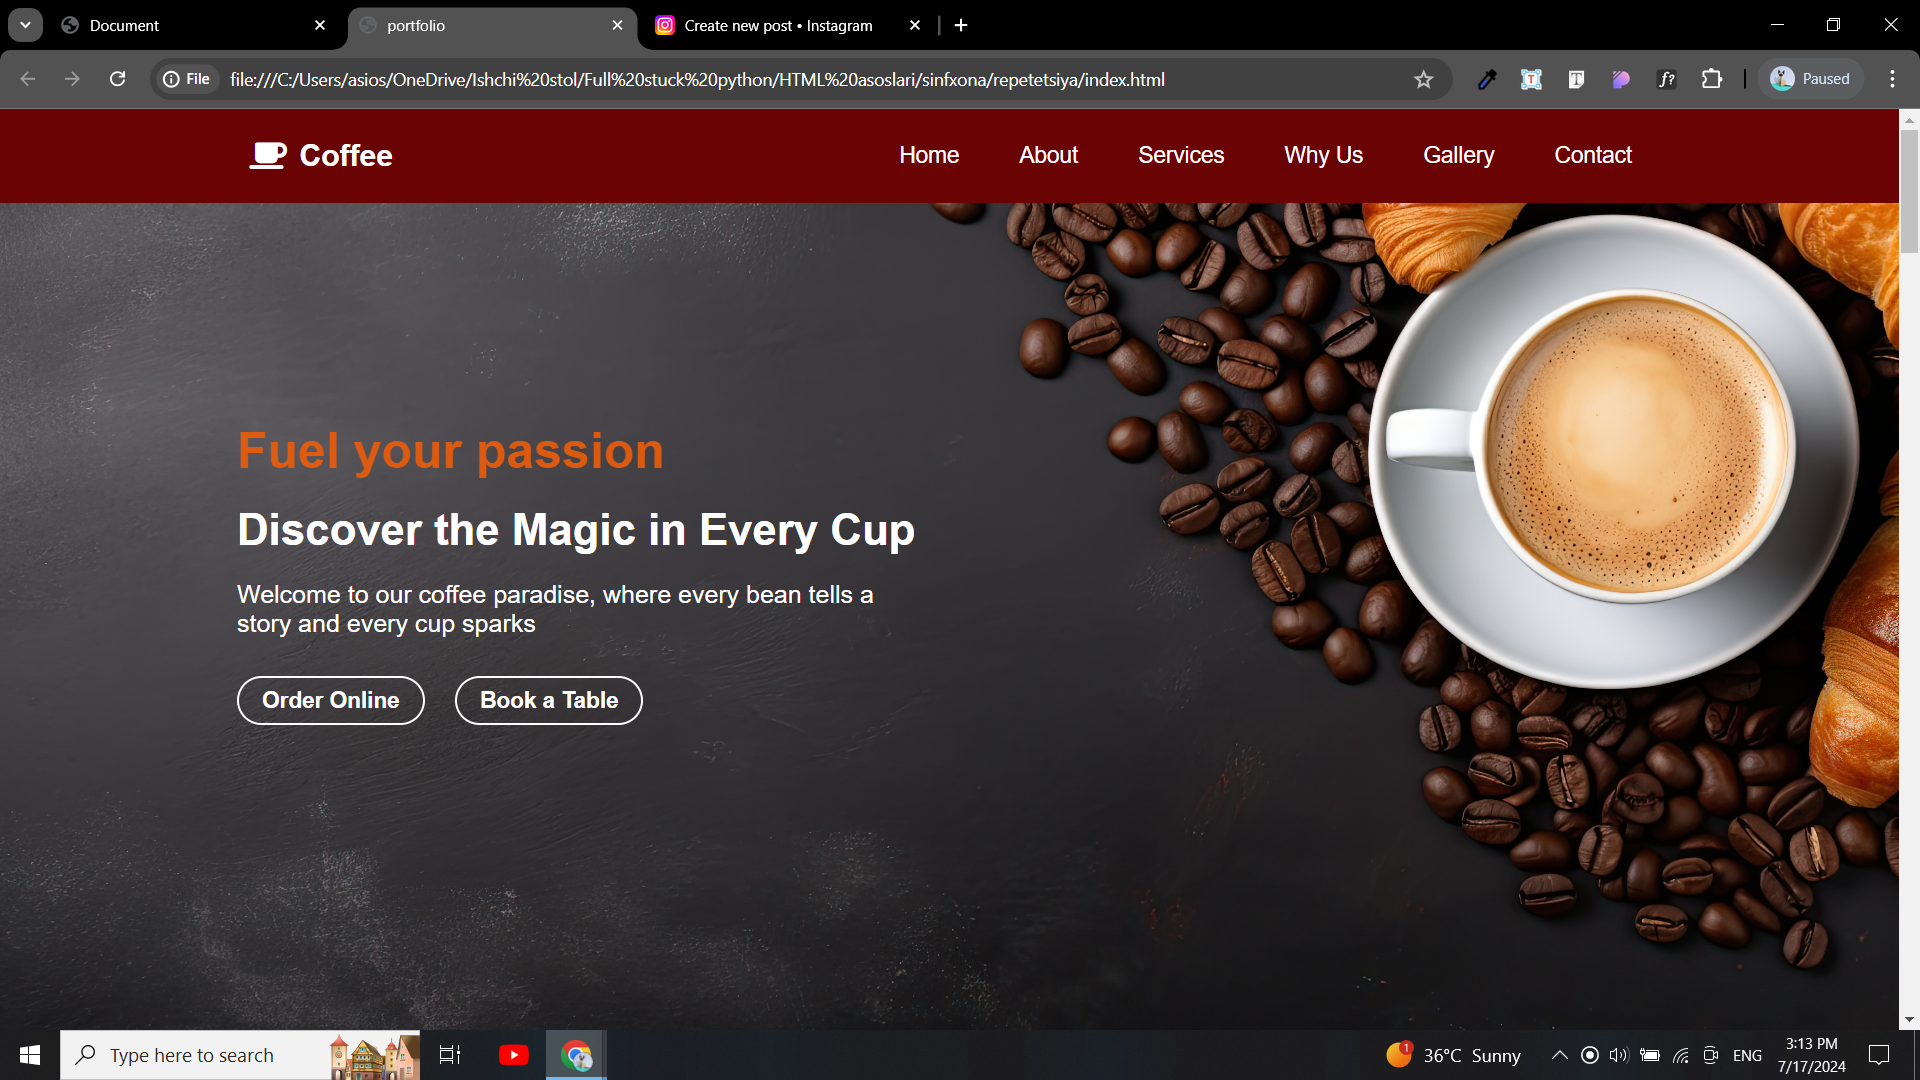 Document
portfolio
Create new post • Instagram
File
file:///C:/Users/asios/OneDrive/Ishchi%20stol/Full%20stuck%20python/HTML%20asoslari/sinfxona/repetetsiya/index.html
Paused
Coffee
Home
About
Services
Why Us
Gallery
Contact
Fuel your passion
Discover the Magic in Every Cup
Welcome to our coffee paradise, where every bean tells a
story and every cup sparks
Order Online
Book a Table
Type here to search
1
36°C Sunny
ENG
3:13 PM
7/17/2024